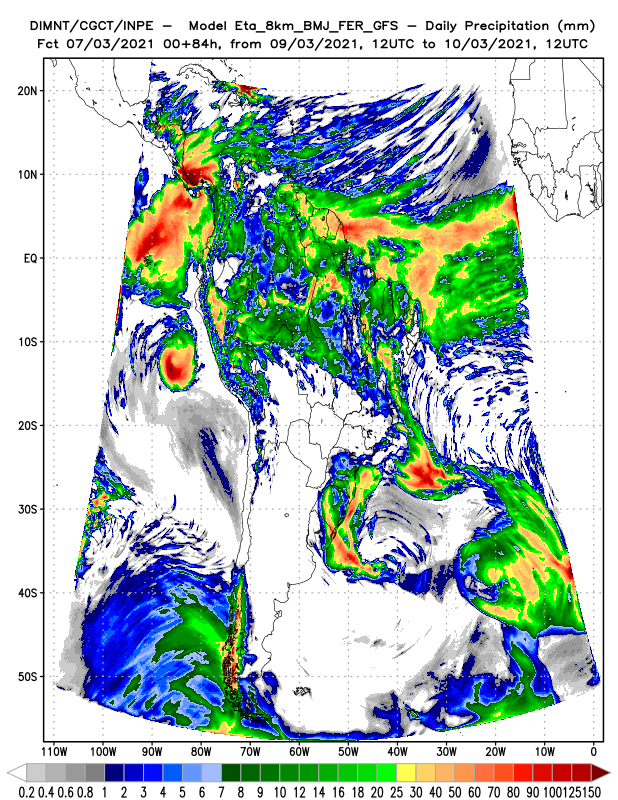 DIMNT/CGCT/INPE – Model Eta_8km_BMJ_FER_GFS – Daily Precipitation (mm)
Fct 07/03/2021 00+84h, from 09/03/2021, 12UTC to 10/03/2021, 12UTC
20N
10N
EQ
10S
20S
30S
40S
50S
110W 100W 90W 80W 70W 60W 50W 40W 30W 20W 10W 0
0.2 0.4 0.6 0.8 1 2 3 4 5 6 7 8 9 10 12 14 16 18 20 25 30 40 50 60 70 80 90 100 125 150